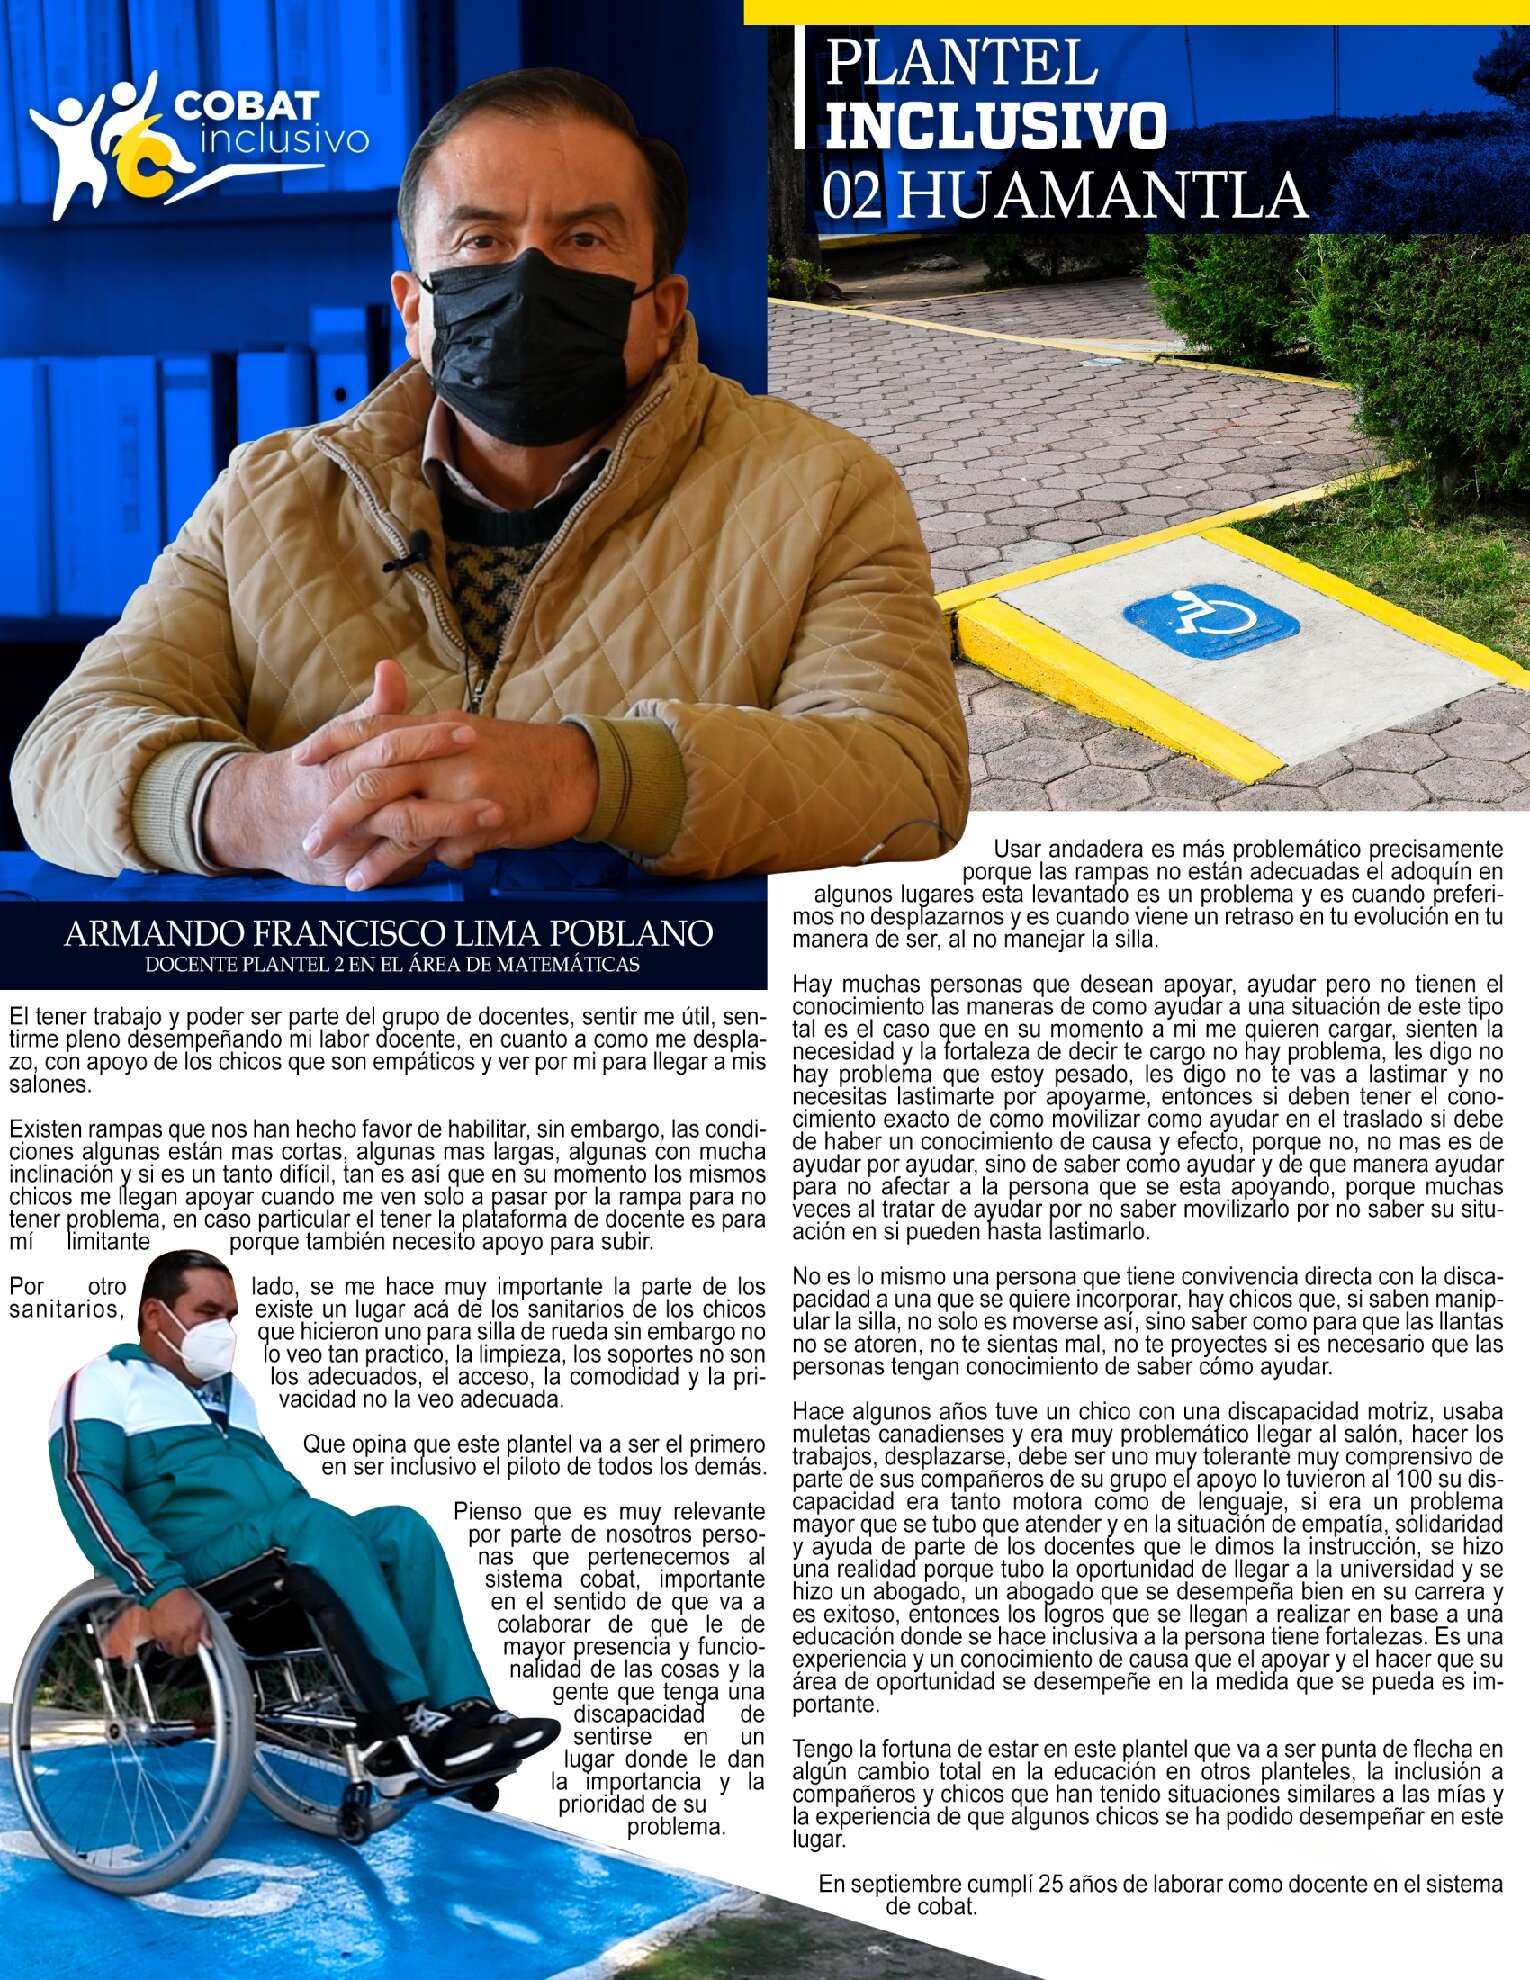 COBAT
inclusivo
PLANTEL
INCLUSIVO
02 HUAMANTLA
ARMANDO FRANCISCO LIMA POBLANO
DOCENTE PLANTEL 2 EN EL ÁREA DE MATEMÁTICAS
El tener trabajo y poder ser parte del grupo de docentes, sentir me útil, sen-
tirme pleno desempeñando mi labor docente, en cuanto a como me despla-
zo, con apoyo de los chicos que son empáticos y ver por mi para llegar a mis
salones.
Existen rampas que nos han hecho favor de habilitar, sin embargo, las condi-
ciones algunas están mas cortas, algunas mas largas, algunas con mucha
inclinación y si es un tanto difícil, tan es así que en su momento los mismos
chicos me llegan apoyar cuando me ven solo a pasar por la rampa para no
tener problema, en caso particular el tener la plataforma de docente es para
mí limitante porque también necesito apoyo para subir.
Por otro lado, se me hace muy importante la parte de los
sanitarios, existe un lugar acá de los sanitarios de los chicos
que hicieron uno para silla de rueda sin embargo no
lo veo tan practico, la limpieza, los soportes no son
los adecuados, el acceso, la comodidad y la pri-
vacidad no la veo adecuada.
Que opina que este plantel va a ser el primero
en ser inclusivo el piloto de todos los demás.
Pienso que es muy relevante
por parte de nosotros perso-
nas que pertenecemos al
sistema cobat, importante
en el sentido de que va a
colaborar de que le de
mayor presencia y funcio-
nalidad de las cosas y la
gente que tenga una
discapacidad de
sentirse en un
lugar donde le dan
la importancia y la
prioridad de su
problema.
Usar andadera es más problemático precisamente
porque las rampas no están adecuadas el adoquín en
algunos lugares esta levantado es un problema y es cuando preferi-
mos no desplazarnos y es cuando viene un retraso en tu evolución en tu
manera de ser, al no manejar la silla.
Hay muchas personas que desean apoyar, ayudar pero no tienen el
conocimiento las maneras de como ayudar a una situación de este tipo
tal es el caso que en su momento a mi me quieren cargar, sienten la
necesidad y la fortaleza de decir te cargo no hay problema, les digo no
hay problema que estoy pesado, les digo no te vas a lastimar y no
necesitas lastimarte por apoyarme, entonces si deben tener el cono-
cimiento exacto de como movilizar como ayudar en el traslado si debe
de haber un conocimiento de causa y efecto, porque no, no mas es de
ayudar por ayudar, sino de saber como ayudar y de que manera ayudar
para no afectar a la persona que se esta apoyando, porque muchas
veces al tratar de ayudar por no saber movilizarlo por no saber su situ-
ación en si pueden hasta lastimarlo.
No es lo mismo una persona que tiene convivencia directa con la disca-
pacidad a una que se quiere incorporar, hay chicos que, si saben manip-
ular la silla, no solo es moverse así, sino saber como para que las llantas
no se atoren, no te sientas mal, no te proyectes si es necesario que las
personas tengan conocimiento de saber cómo ayudar.
Hace algunos años tuve un chico con una discapacidad motriz, usaba
muletas canadienses y era muy problemático llegar al salón, hacer los
trabajos, desplazarse, debe ser uno muy tolerante muy comprensivo de
parte de sus compañeros de su grupo el apoyo lo tuvieron al 100 su dis-
capacidad era tanto motora como de lenguaje, si era un problema
mayor que se tubo que atender y en la situación de empatía, solidaridad
y ayuda de parte de los docentes que le dimos la instrucción, se hizo
una realidad porque tubo la oportunidad de llegar a la universidad y se
hizo un abogado, un abogado que se desempeña bien en su carrera y
es exitoso, entonces los logros que se llegan a realizar en base a una
educación donde se hace inclusiva a la persona tiene fortalezas. Es una
experiencia y un conocimiento de causa que el apoyar y el hacer que su
área de oportunidad se desempeñe en la medida que se pueda es im-
portante.
Tengo la fortuna de estar en este plantel que va a ser punta de flecha en
algún cambio total en la educación en otros planteles, la inclusión a
compañeros y chicos que han tenido situaciones similares a las mías y
la experiencia de que algunos chicos se ha podido desempeñar en este
lugar.
En septiembre cumplí 25 años de laborar como docente en el sistema
de cobat.